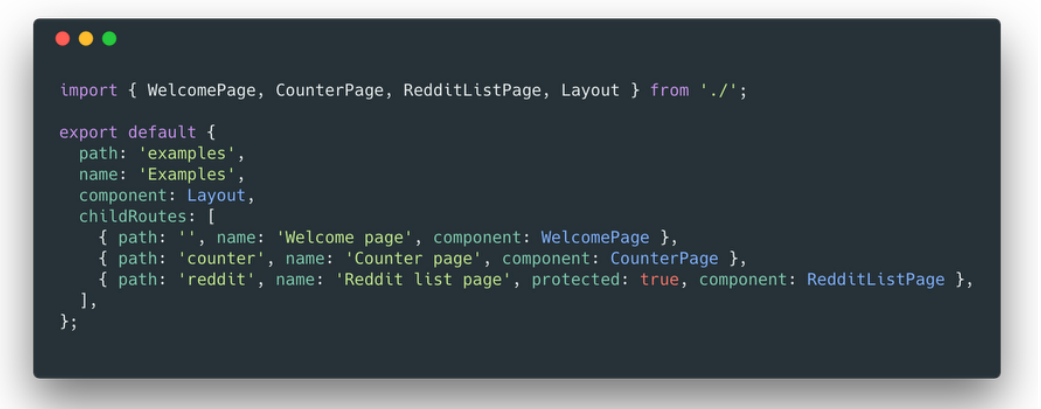 import { WelcomePage, CounterPage, RedditListPage, Layout } from './';
export default {
  path: 'examples',
  name: 'Examples',
  component: Layout,
  childRoutes: [
    { path: '', name: 'Welcome page', component: WelcomePage },
    { path: 'counter', name: 'Counter page', component: CounterPage },
    { path: 'reddit', name: 'Reddit list page', protected: true, component: RedditListPage },
  ],
};